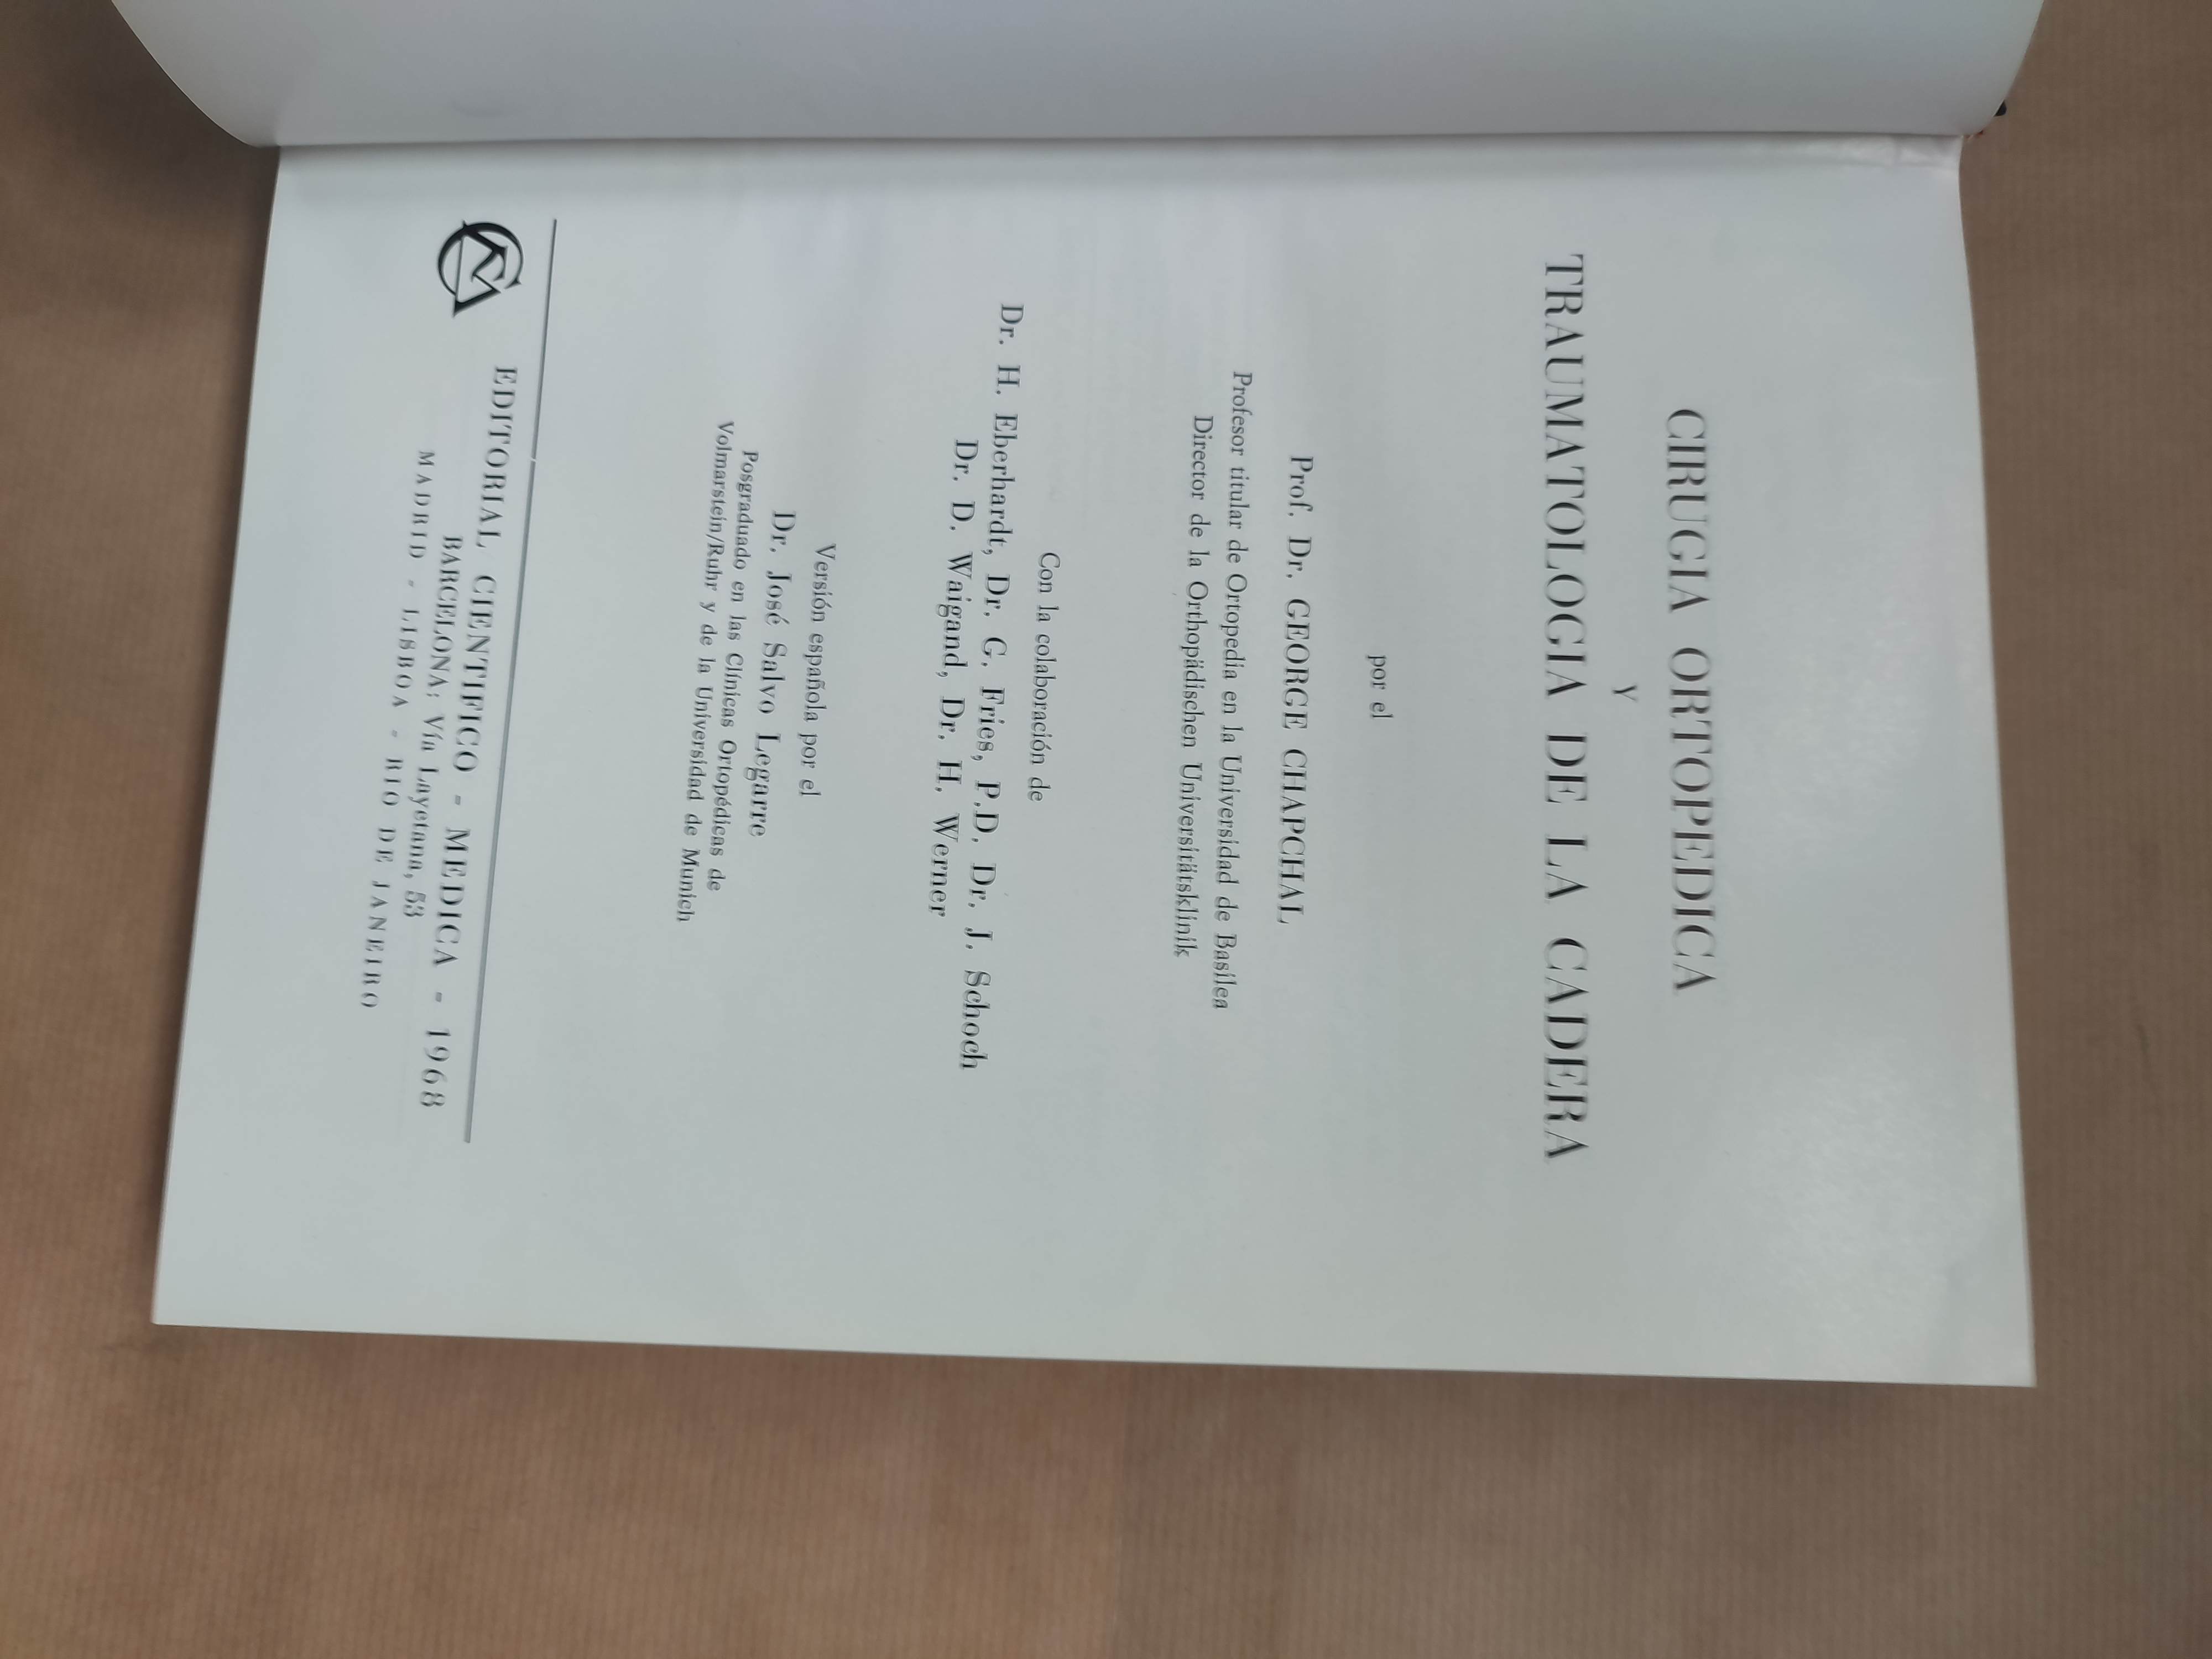 CIRUGIA ORTOPEDICA
Y
TRAUMATOLOGIA DE LA CADERA
por el
Prof. Dr. GEORGE CHAPCHAL
Profesor titular de Ortopedia en la Universidad de Basilea
Director de la Orthopädischen Universitätsklinik
Con la colaboración de
Dr. H. Eberhardt, Dr. G. Fries, P.D. Dr. J. Schoch
Dr. D. Waigand, Dr. H. Werner
Versión española por el
Dr. José Salvo Legarre
Posgraduado en las Clínicas Ortopédicas de
Volmarstein/Ruhr y de la Universidad de Munich
EDITORIAL CIENTIFICO - MEDICA - 1968
BARCELONA: Vía Layetana, 53
MADRID - LISBOA - RIO DE JANEIRO